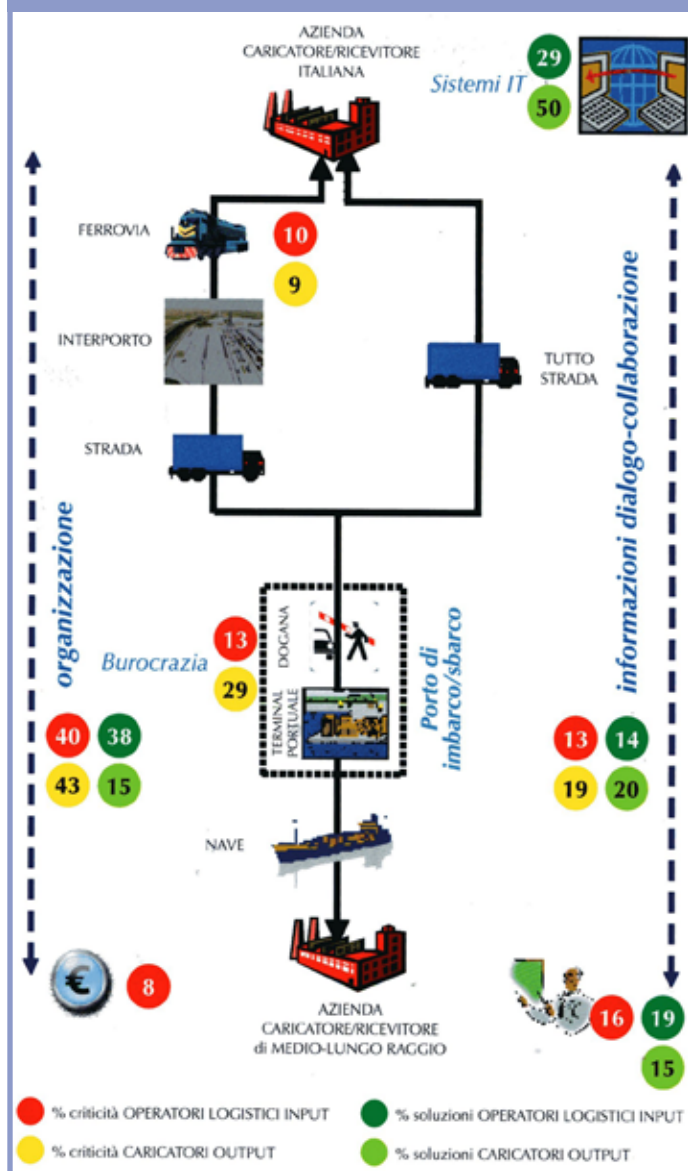 AZIENDA
CARICATORE/RICEVITORE
ITALIANA
Sistemi IT
29
50
FERROVIA
10
9
INTERPORTO
TUTTO
STRADA
STRADA
organizzazione
informazioni dialogo-collaborazione
Burocrazia
13
29
DOGANA
TERMINAL
PORTUALE
Porto di
imbarco/sbarco
40 38
43 15
13 14
19 20
NAVE
€
8
16 19
15
AZIENDA
CARICATORE/RICEVITORE
di MEDIO-LUNGO RAGGIO
% criticità OPERATORI LOGISTICI INPUT
% soluzioni OPERATORI LOGISTICI INPUT
% criticità CARICATORI OUTPUT
% soluzioni CARICATORI OUTPUT